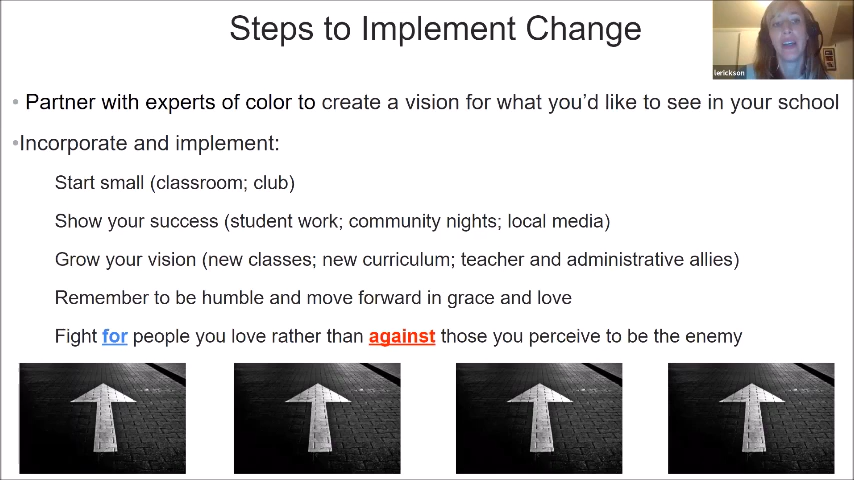 Steps to Implement Change
lerickson
• Partner with experts of color to create a vision for what you'd like to see in your school
•Incorporate and implement:
Start small (classroom; club)
Show your success (student work; community nights; local media)
Grow your vision (new classes; new curriculum; teacher and administrative allies)
Remember to be humble and move forward in grace and love
Fight for people you love rather than against those you perceive to be the enemy